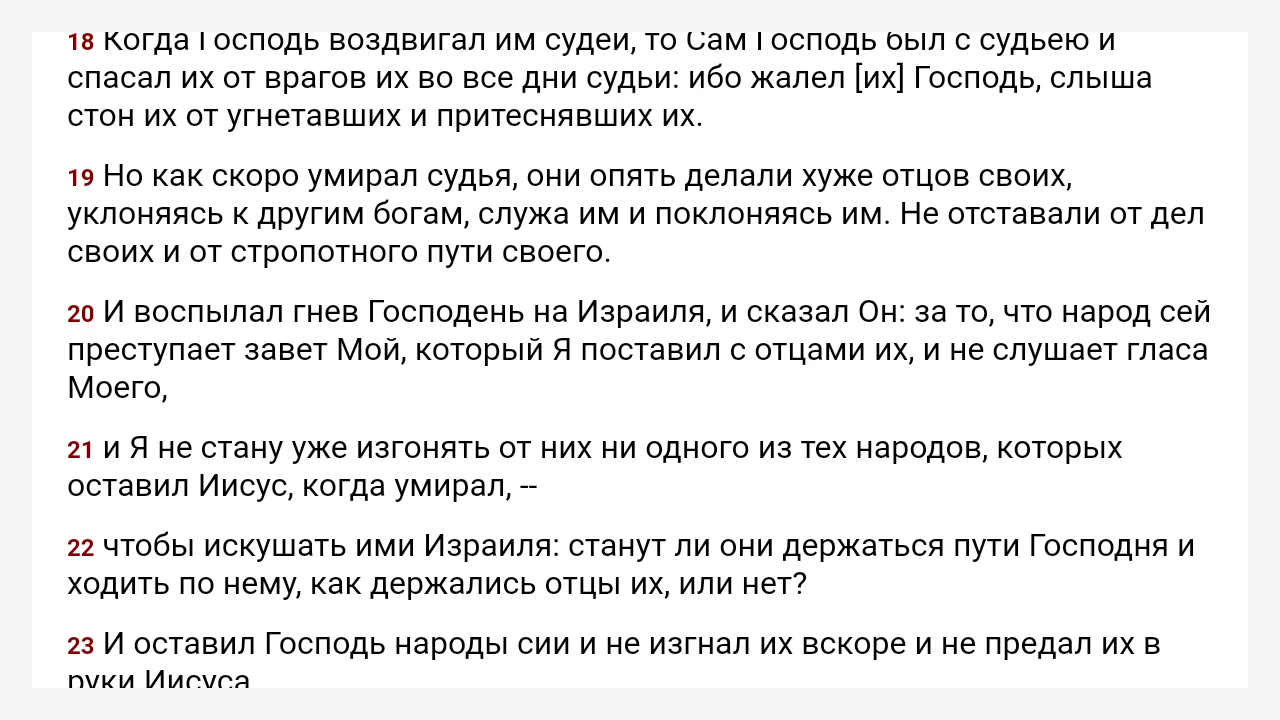 18 Когда Господь воздвигал им судей, то Сам Господь был с судьею и
спасал их от врагов их во все дни судьи: ибо жалел [их] Господь, слыша
стон их от угнетавших и притеснявших их.
19 Но как скоро умирал судья, они опять делали хуже отцов своих,
уклоняясь к другим богам, служа им и поклоняясь им. Не отставали от дел
своих и от стропотного пути своего.
20 И воспылал гнев Господень на Израиля, и сказал Он: за то, что народ сей
преступает завет Мой, который Я поставил с отцами их, и не слушает гласа
Моего,
21 и Я не стану уже изгонять от них ни одного из тех народов, которых
оставил Иисус, когда умирал, --
22 чтобы искушать ими Израиля: станут ли они держаться пути Господня и
ходить по нему, как держались отцы их, или нет?
23 И оставил Господь народы сии и не изгнал их вскоре и не предал их в
руки Иисуса